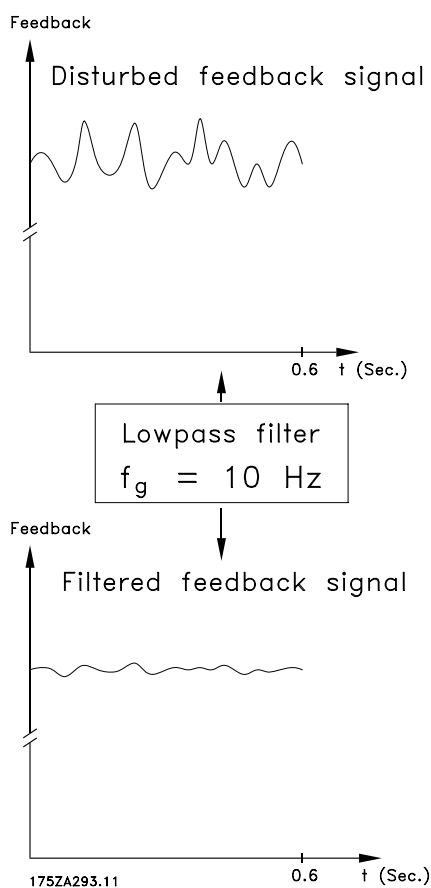 Feedback
Disturbed feedback signal
0.6 t (Sec.)
Lowpass filter
fg = 10 Hz
Feedback
Filtered feedback signal
0.6 t (Sec.)
175ZA293.11